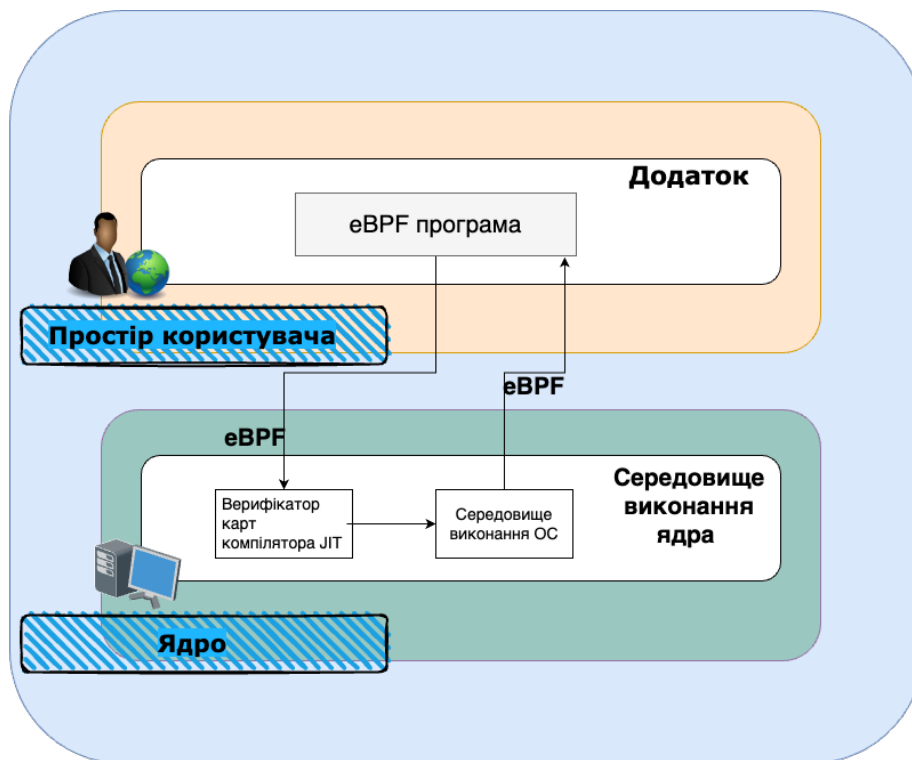 Додаток
eBPF програма
Простір користувача
eBPF
eBPF
Середовище
виконання
ядра
Верифікатор
карт
компілятора JIT
Середовище
виконання ОС
Ядро